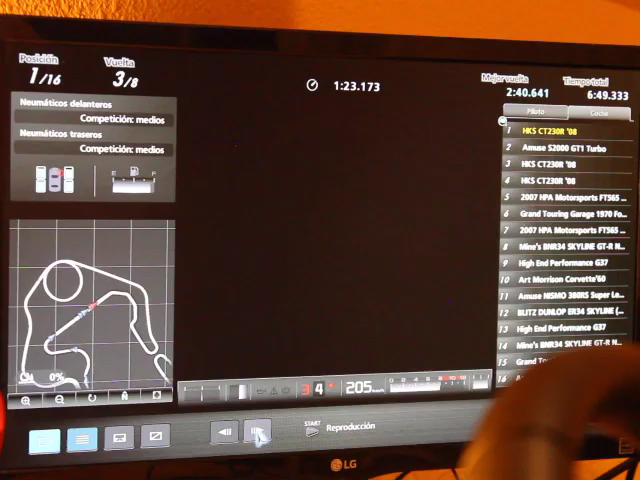 Posición
1/16
Vuelta
3/8
1:23.173
Mejor vuelta
2:40.641
Tiempo total
6:49.333
Neumáticos delanteros
Competición: medios
Neumáticos traseros
Competición: medios
E F
Piloto
Coche
1 HKS CT230R '08
2 Amuse S2000 GT1 Turbo
3 HKS CT230R '08
4 HKS CT230R '08
5 2007 HPA Motorsports FT565 ...
6 Grand Touring Garage 1970 Fo...
7 2007 HPA Motorsports FT565 ...
8 Mine's BNR34 SKYLINE GT-R N...
9 High End Performance G37
10 Art Morrison Corvette'60
11 Amuse NISMO 380RS Super Le...
12 BLITZ DUNLOP ER34 SKYLINE (...
13 High End Performance G37
14 Mine's BNR34 SKYLINE GT-R N...
15 Grand
16
0%
3 4
205
START
Reproducción
LG